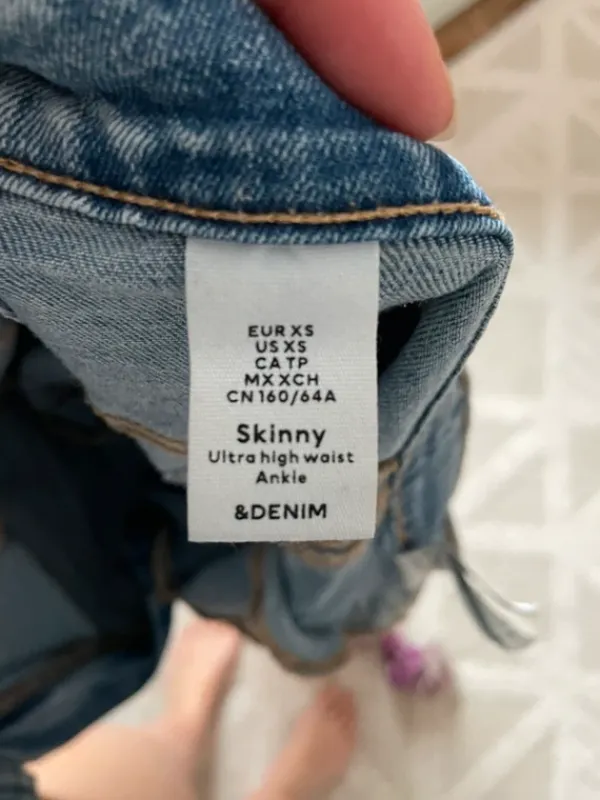 EUR XS
US XS
CA TP
MX XCH
CN 160/64A
Skinny
Ultra high waist
Ankle
&DENIM